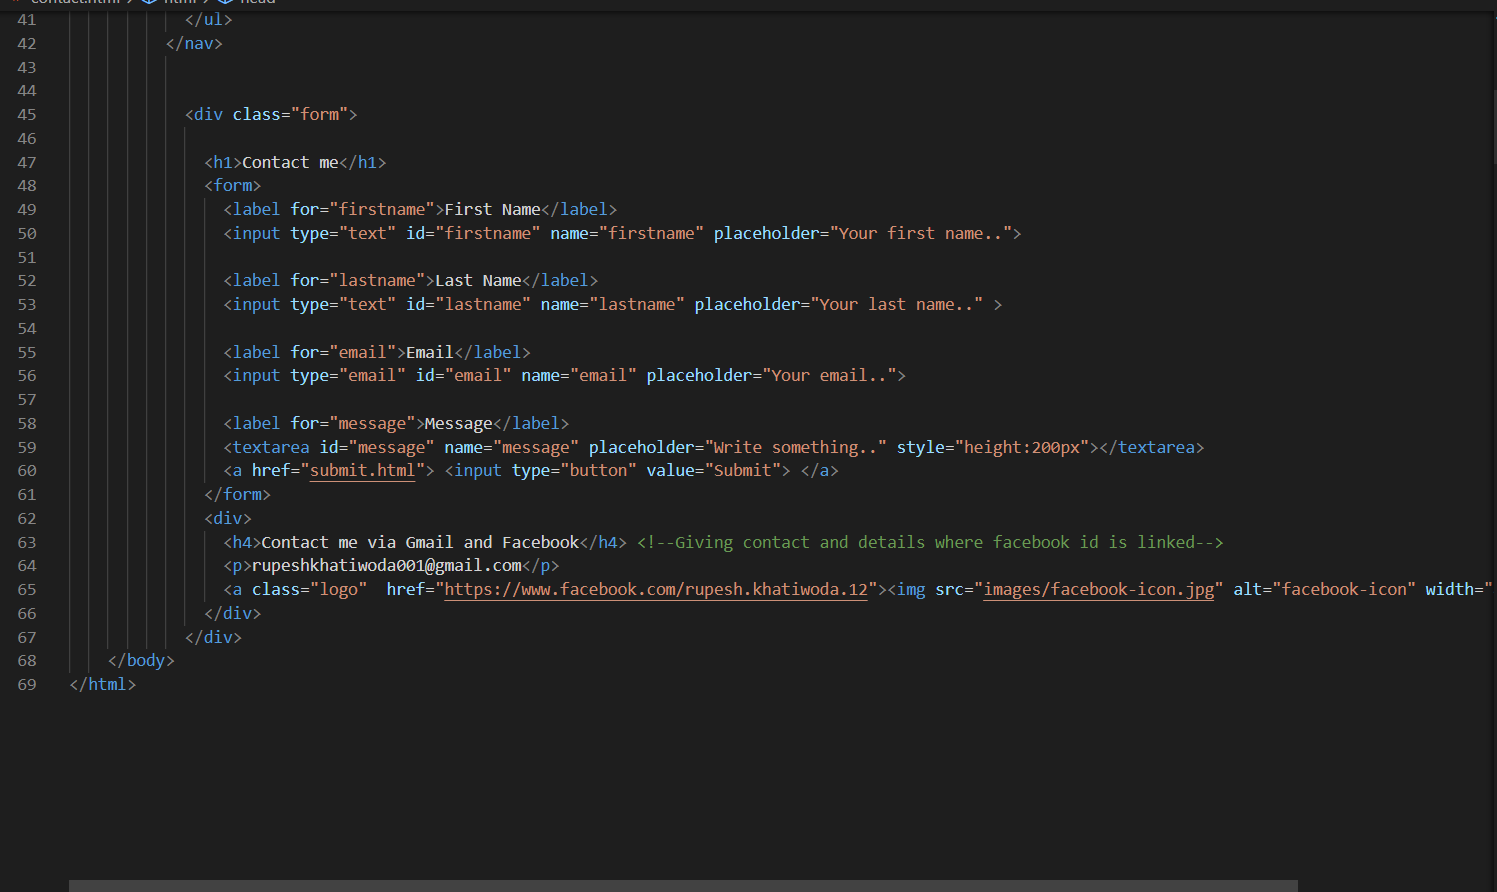 contact.html > html > head
41 </ul>
42 </nav>
43
44
45 <div class="form">
46
47 <h1>Contact me</h1>
48 <form>
49 <label for="firstname">First Name</label>
50 <input type="text" id="firstname" name="firstname" placeholder="Your first name..">
51
52 <label for="lastname">Last Name</label>
53 <input type="text" id="lastname" name="lastname" placeholder="Your last name.." >
54
55 <label for="email">Email</label>
56 <input type="email" id="email" name="email" placeholder="Your email..">
57
58 <label for="message">Message</label>
59 <textarea id="message" name="message" placeholder="Write something.." style="height:200px"></textarea>
60 <a href="submit.html"> <input type="button" value="Submit"> </a>
61 </form>
62 <div>
63 <h4>Contact me via Gmail and Facebook</h4> <!--Giving contact and details where facebook id is linked-->
64 <p>rupeshkhatiwoda001@gmail.com</p>
65 <a class="logo"  href="https://www.facebook.com/rupesh.khatiwoda.12"><img src="images/facebook-icon.jpg" alt="facebook-icon" width="
66 </div>
67 </div>
68 </body>
69 </html>